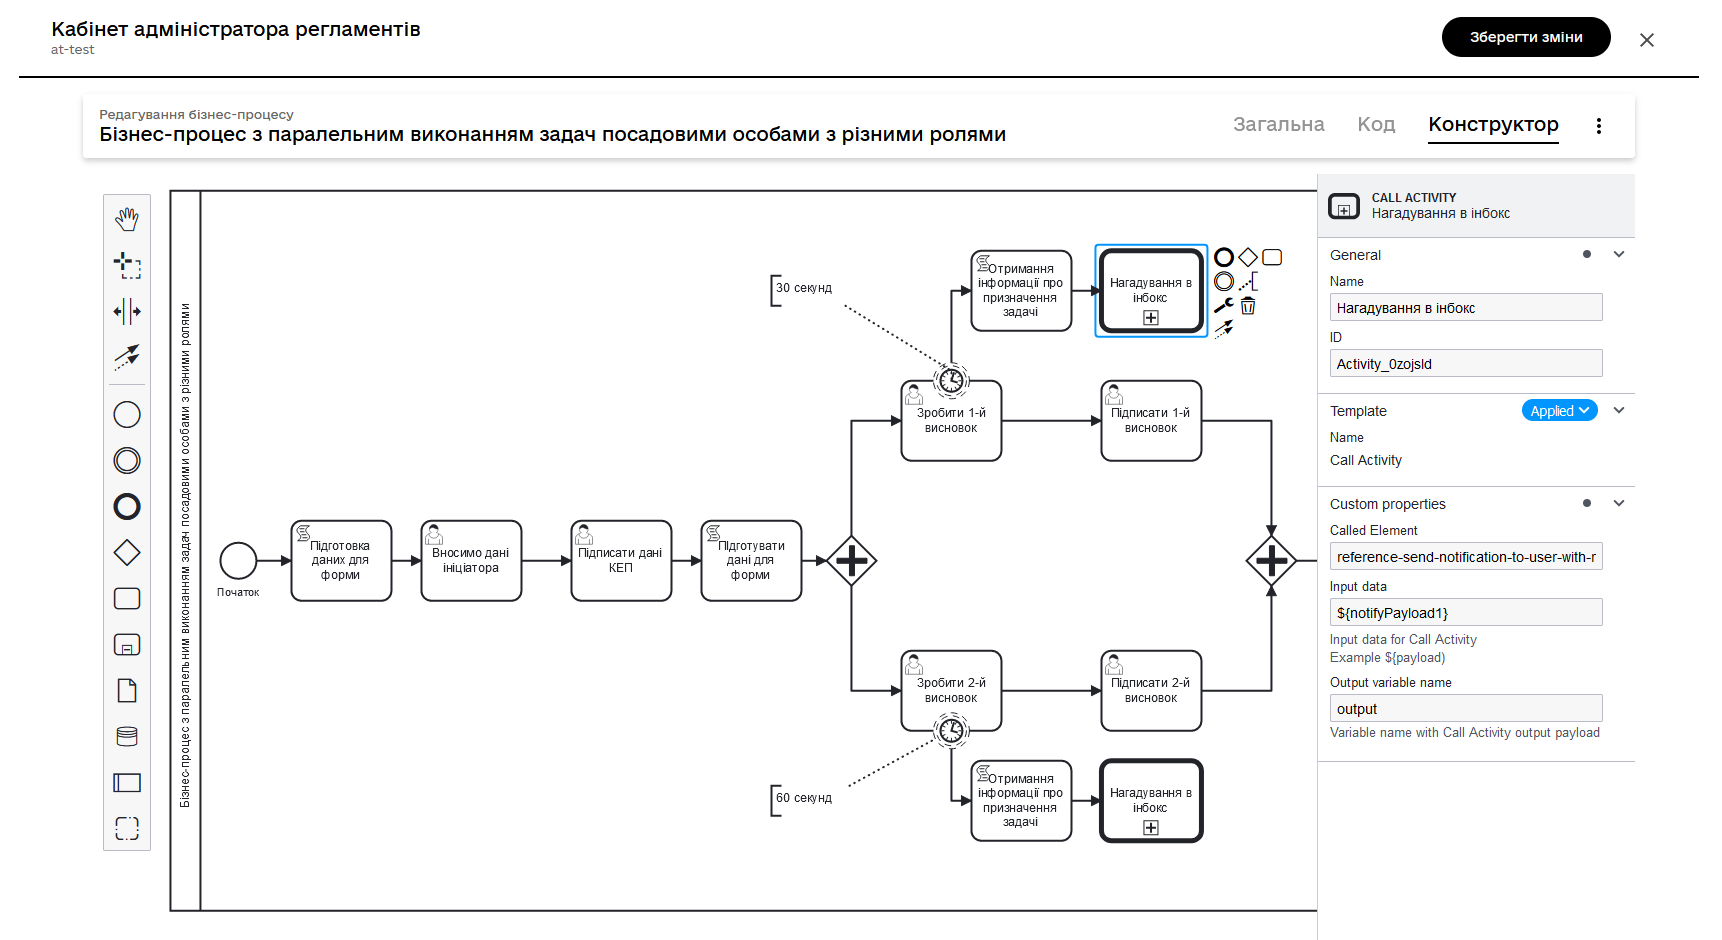 Кабінет адміністратора регламентів
at-test
Зберегти зміни
Редагування бізнес-процесу
Бізнес-процес з паралельним виконанням задач посадовими особами з різними ролями
Загальна
Код
Конструктор
Бізнес-процес з паралельним виконанням задач посадовими особами з різними ролями
30 секунд
Отримання
інформації про
призначення
задачі
Нагадування в
інбокс
Зробити 1-й
висновок
Підписати 1-й
висновок
Початок
Підготовка
даних для
форми
Вносимо дані
ініціатора
Підписати дані
КЕП
Підготувати
дані для
форми
Зробити 2-й
висновок
Підписати 2-й
висновок
60 секунд
Отримання
інформації про
призначення
задачі
Нагадування в
інбокс
CALL ACTIVITY
Нагадування в інбокс
General
Name
Нагадування в інбокс
ID
Activity_0zojsld
Template
Applied
Name
Call Activity
Custom properties
Called Element
reference-send-notification-to-user-with-r
Input data
${notifyPayload1}
Input data for Call Activity
Example ${payload)
Output variable name
output
Variable name with Call Activity output payload